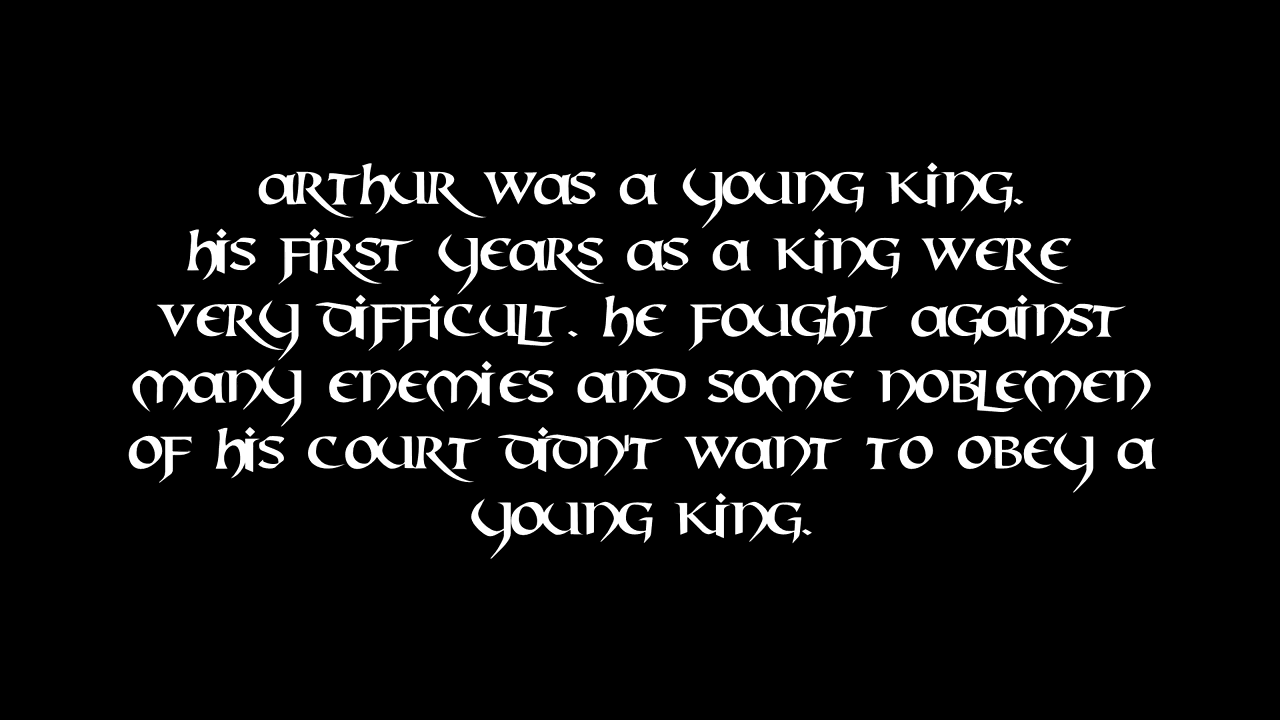 Arthur was a young king.
His first years as a king were
very difficult. He fought against
many enemies and some noblemen
of his court didn't want to obey a
young king.